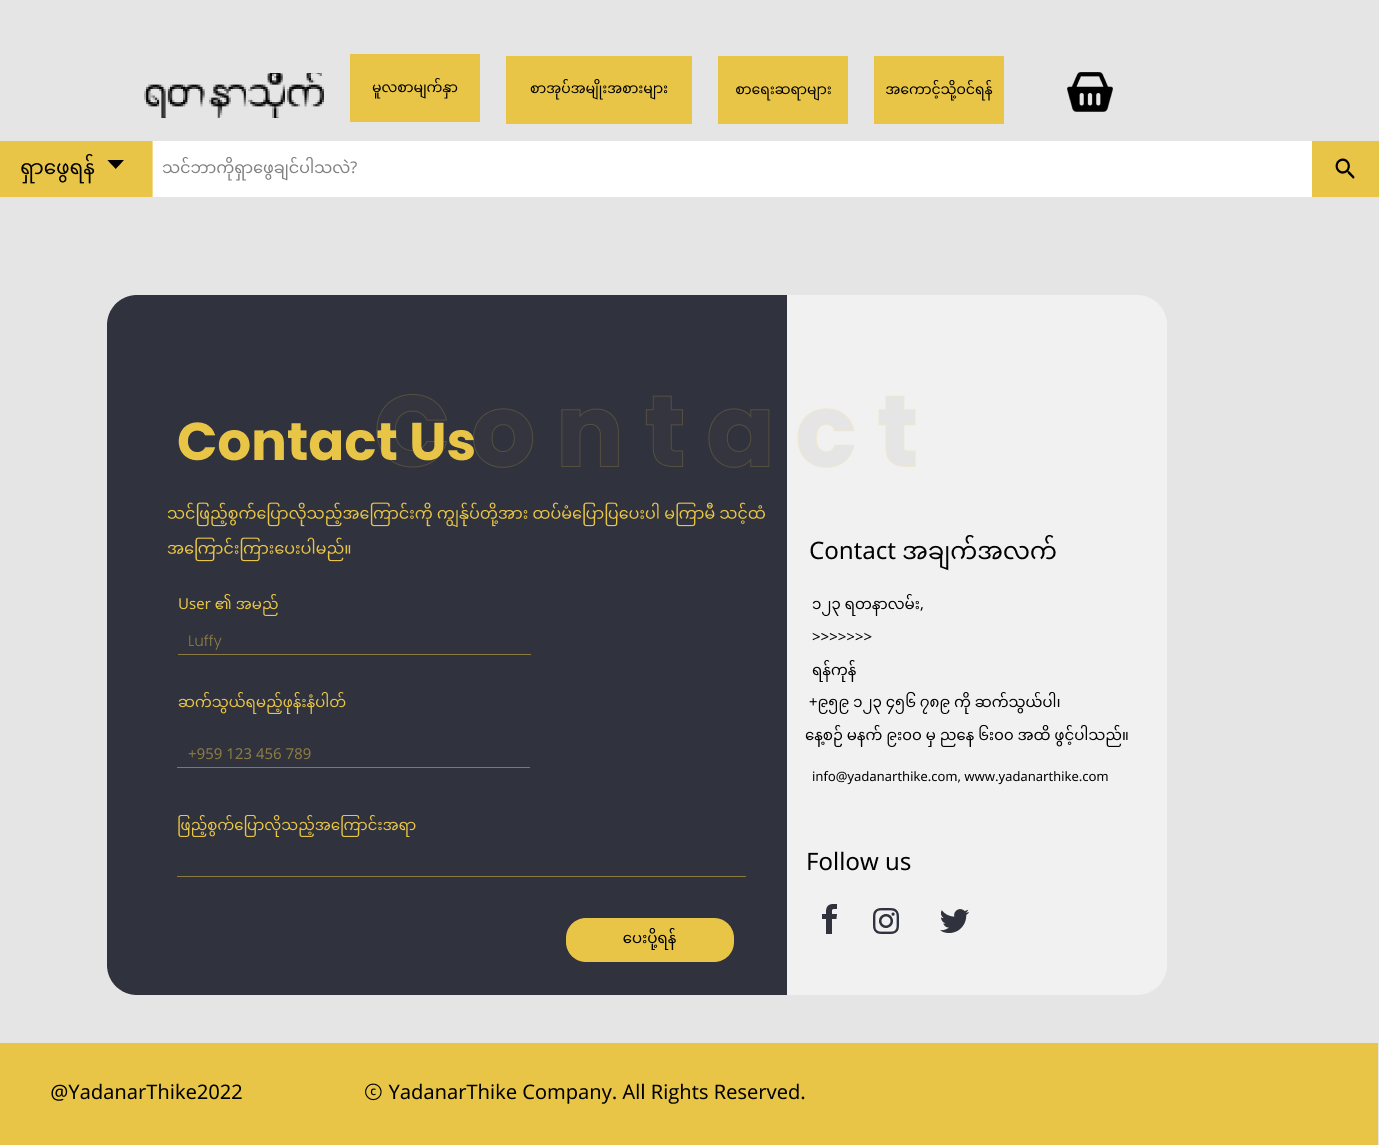 ရတနာသိုက်
မူလစာမျက်နှာ
စာအုပ်အမျိုးအစားများ
စာရေးဆရာများ
အကောင့်သို့ဝင်ရန်
ရှာဖွေရန်
သင်ဘာကိုရှာဖွေချင်ပါသလဲ?
Contact
Contact Us
သင်ဖြည့်စွက်ပြောလိုသည့်အကြောင်းကို ကျွန်ုပ်တို့အား ထပ်မံပြောပြပေးပါ မကြာမီ သင့်ထံ
အကြောင်းကြားပေးပါမည်။
User ၏ အမည်
Luffy
ဆက်သွယ်ရမည့်ဖုန်းနံပါတ်
+959 123 456 789
ဖြည့်စွက်ပြောလိုသည့်အကြောင်းအရာ
ပေးပို့ရန်
Contact အချက်အလက်
၁၂၃ ရတနာလမ်း,
>>>>>>>
ရန်ကုန်
+၉၅၉ ၁၂၃ ၄၅၆ ၇၈၉ ကို ဆက်သွယ်ပါ၊
နေ့စဉ် မနက် ၉း၀၀ မှ ညနေ ၆း၀၀ အထိ ဖွင့်ပါသည်။
info@yadanarthike.com, www.yadanarthike.com
Follow us
@YadanarThike2022
© YadanarThike Company. All Rights Reserved.